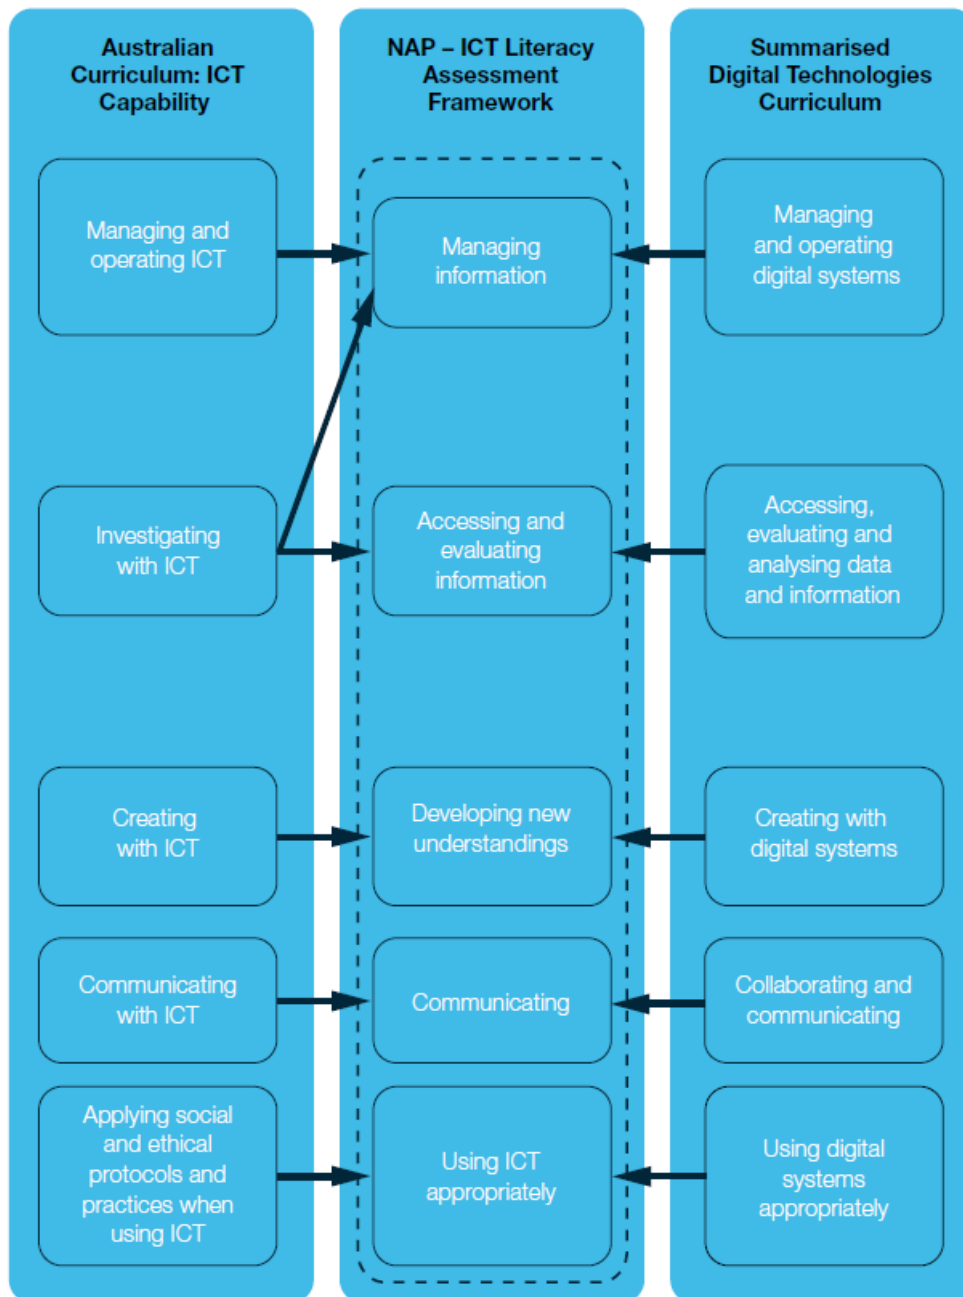 Australian
Curriculum: ICT
Capability
NAP – ICT Literacy
Assessment
Framework
Summarised
Digital Technologies
Curriculum
Managing and
operating ICT
Managing
information
Managing
and operating
digital systems
Investigating
with ICT
Accessing and
evaluating
information
Accessing,
evaluating and
analysing data
and information
Creating
with ICT
Developing new
understandings
Creating with
digital systems
Communicating
with ICT
Communicating
Collaborating and
communicating
Applying social
and ethical
protocols and
practices when
using ICT
Using ICT
appropriately
Using digital
systems
appropriately